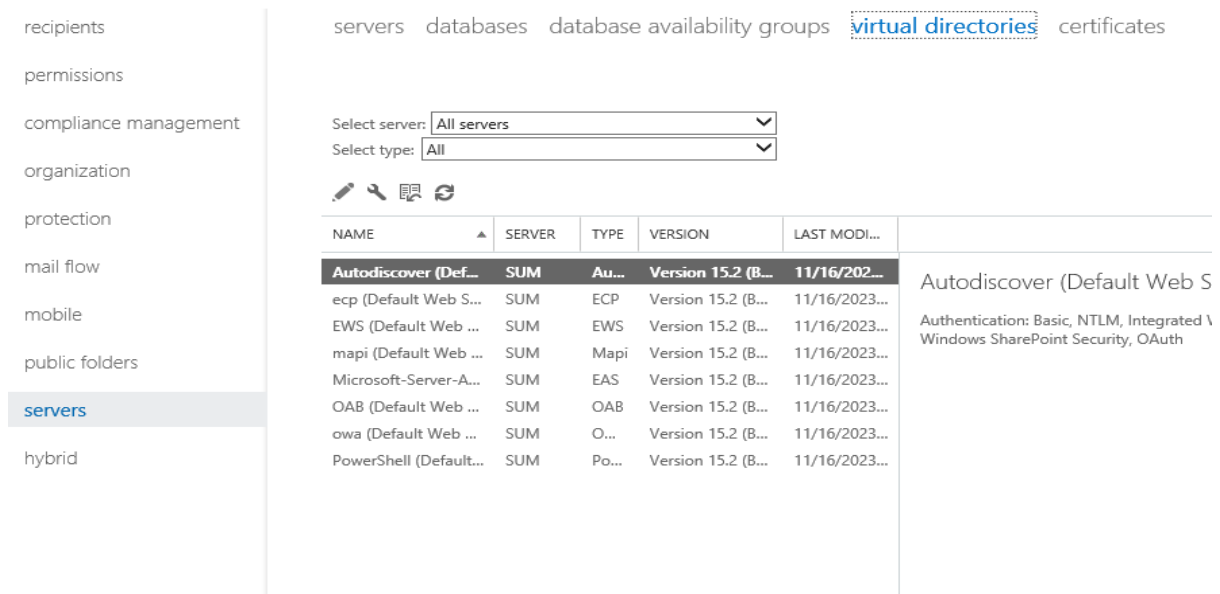 recipients
permissions
compliance management
organization
protection
mail flow
mobile
public folders
servers
hybrid
servers databases database availability groups virtual directories certificates
Select server: All servers
Select type: All
NAME SERVER TYPE VERSION LAST MODI...
Autodiscover (Def... SUM Au... Version 15.2 (B... 11/16/202...
ecp (Default Web S... SUM ECP Version 15.2 (B... 11/16/2023...
EWS (Default Web ... SUM EWS Version 15.2 (B... 11/16/2023...
mapi (Default Web ... SUM Mapi Version 15.2 (B... 11/16/2023...
Microsoft-Server-A... SUM EAS Version 15.2 (B... 11/16/2023...
OAB (Default Web ... SUM OAB Version 15.2 (B... 11/16/2023...
owa (Default Web ... SUM O... Version 15.2 (B... 11/16/2023...
PowerShell (Default... SUM Po... Version 15.2 (B... 11/16/2023...
Autodiscover (Default Web S
Authentication: Basic, NTLM, Integrated
Windows SharePoint Security, OAuth